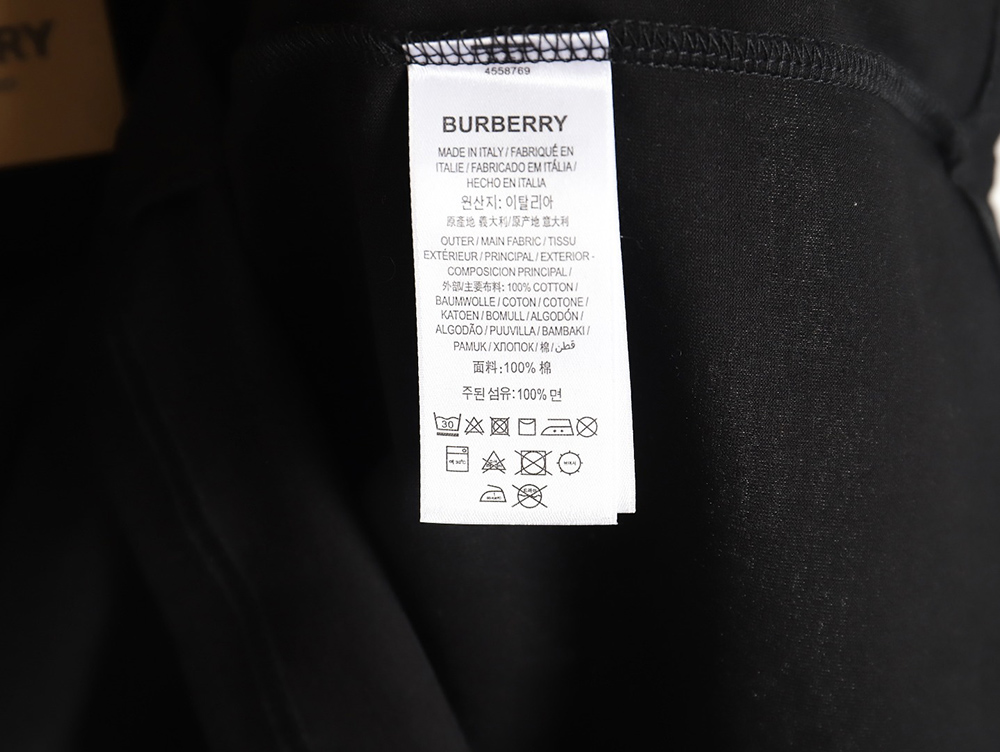 RY
4558769
BURBERRY
MADE IN ITALY / FABRIQUÉ EN
ITALIE / FABRICADO EM ITÁLIA /
HECHO EN ITALIA
원산지: 이탈리아
原產地 義大利/原产地 意大利
OUTER / MAIN FABRIC / TISSU
EXTÉRIEUR / PRINCIPAL / EXTERIOR -
COMPOSICION PRINCIPAL /
外部/主要布料: 100% COTTON /
BAUMWOLLE / COTON / COTONE /
KATOEN / BOMULL / ALGODÓN /
ALGODÃO / PUUVILLA / BAMBAKI /
PAMUK / ХЛОПОК / 棉 / قطن
面料:100% 棉
주된 섬유:100% 면
30